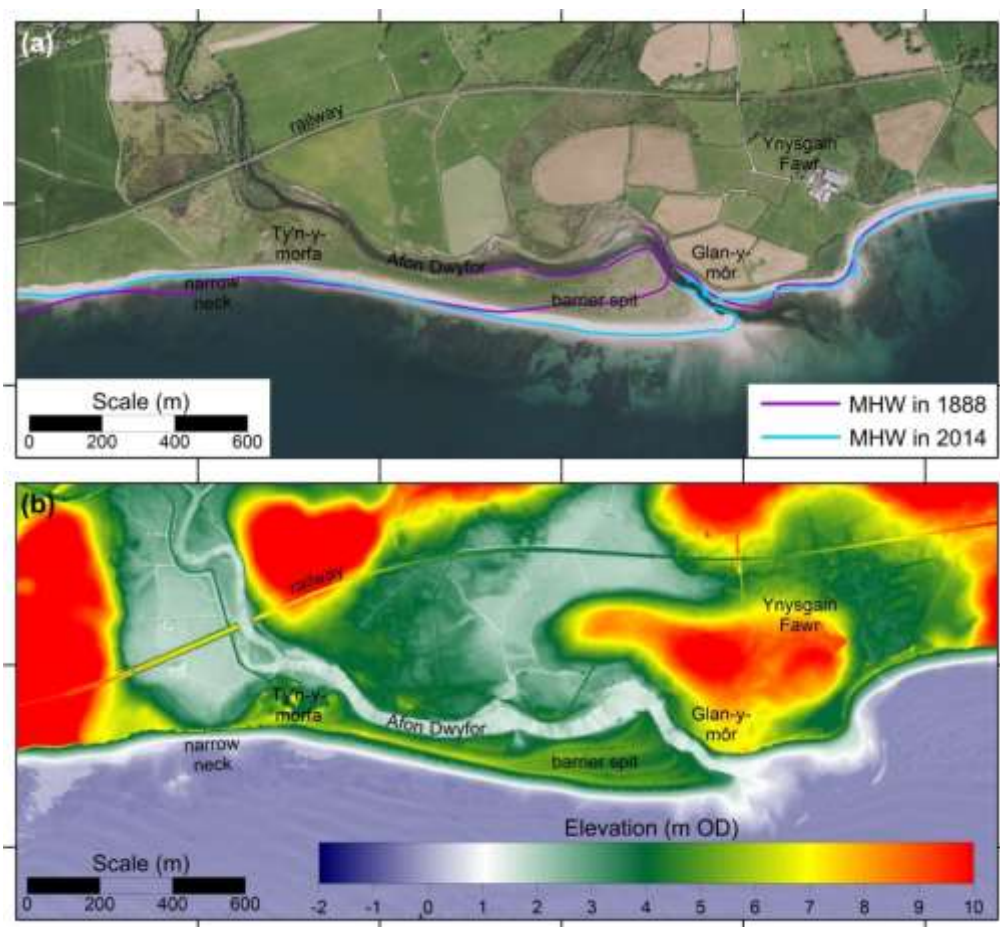 (a)
railway
Ynysgain
Fawr
Ty'n-y-
morfa
Afon Dwyfor
Glan-y-
môr
narrow
neck
barrier spit
Scale (m)
0 200 400 600
MHW in 1888
MHW in 2014
(b)
railway
Ynysgain
Fawr
Ty'n-y-
morfa
Afon Dwyfor
Glan-y-
môr
narrow
neck
barrier spit
Elevation (m OD)
Scale (m)
0 200 400 600
-2 -1 0 1 2 3 4 5 6 7 8 9 10